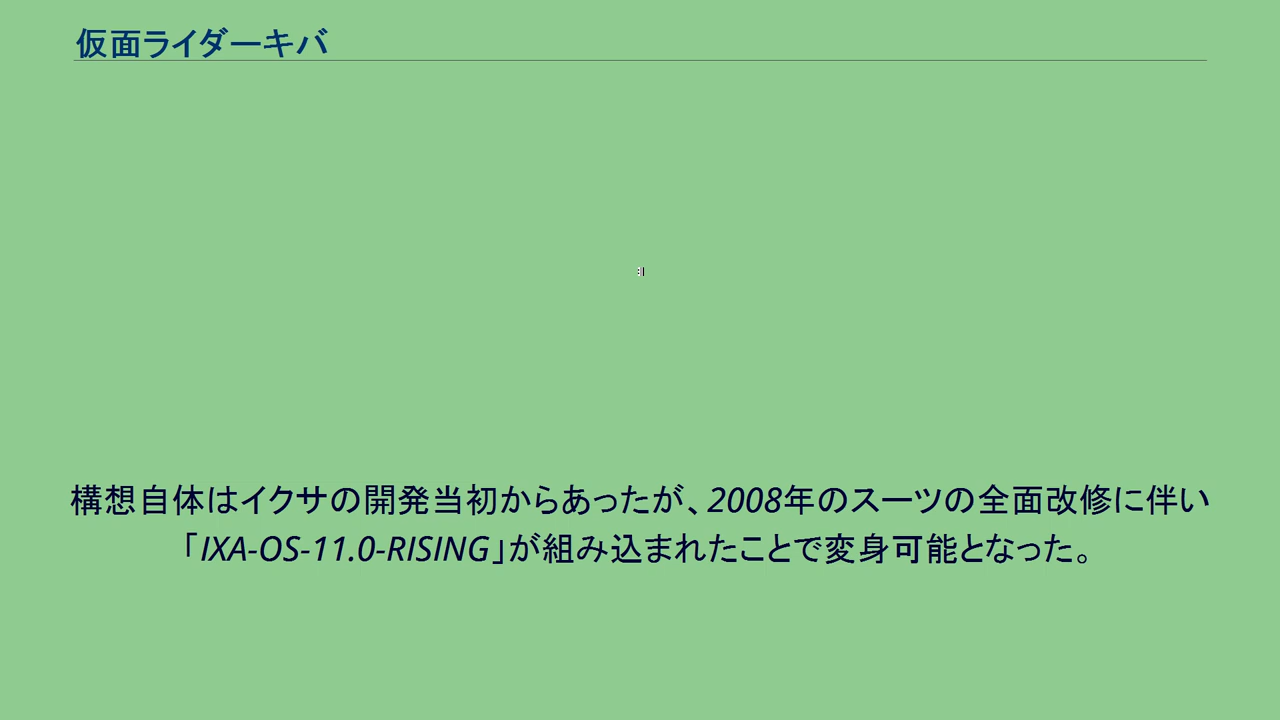 仮面ライダーキバ
構想自体はイクサの開発当初からあったが、2008年のスーツの全面改修に伴い
「IXA-OS-11.0-RISING」が組み込まれたことで変身可能となった。